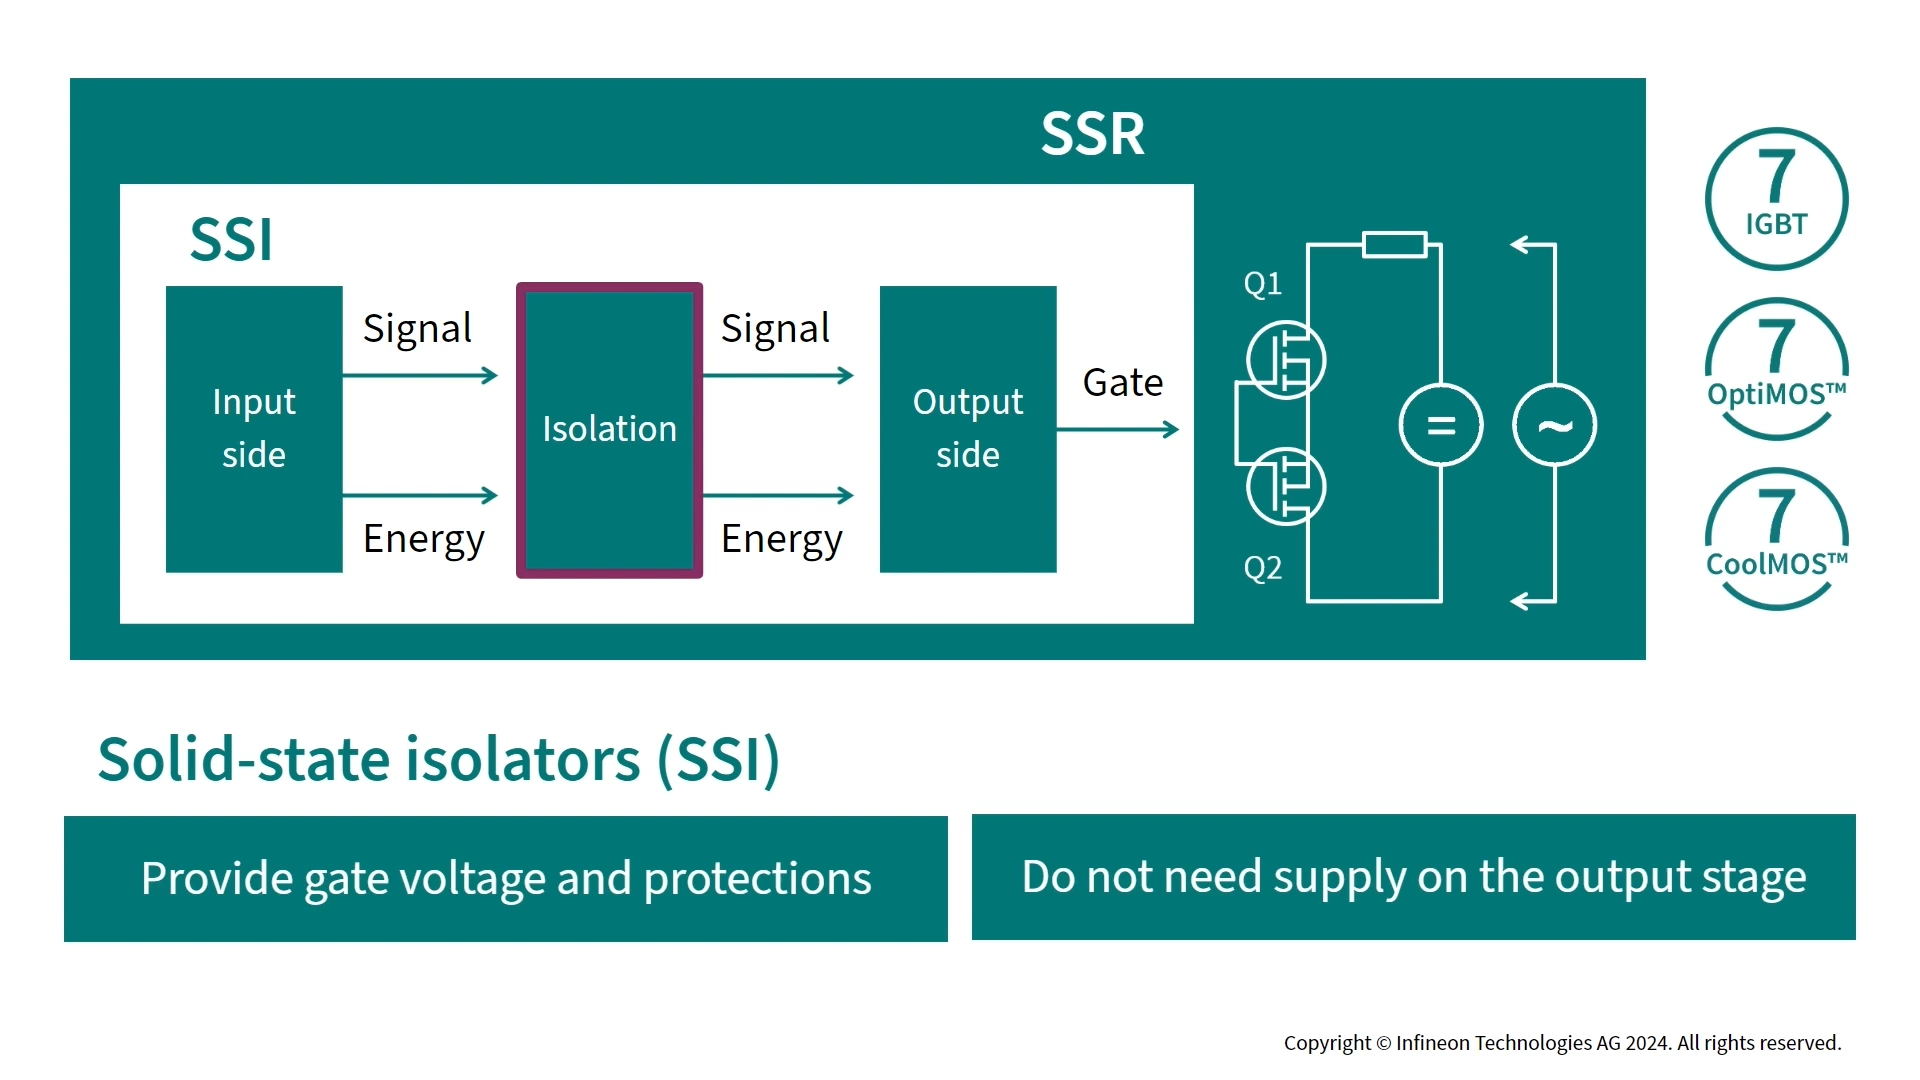 SSR
SSI
Input
side
Signal
Energy
Isolation
Signal
Energy
Output
side
Gate
Q1
Q2
=
~
7
IGBT
7
OptiMOS™
7
CoolMOS™
Solid-state isolators (SSI)
Provide gate voltage and protections
Do not need supply on the output stage
Copyright © Infineon Technologies AG 2024. All rights reserved.